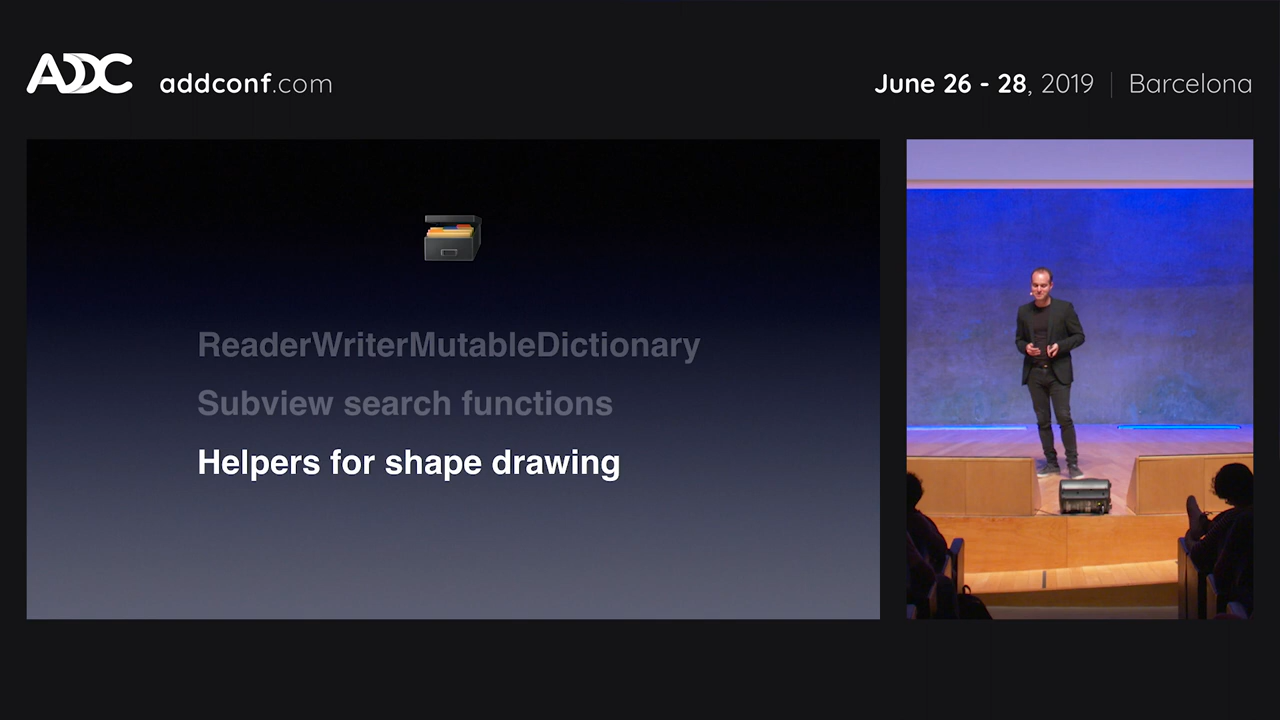 ADDC addconf.com
June 26 - 28, 2019 | Barcelona
ReaderWriterMutableDictionary
Subview search functions
Helpers for shape drawing